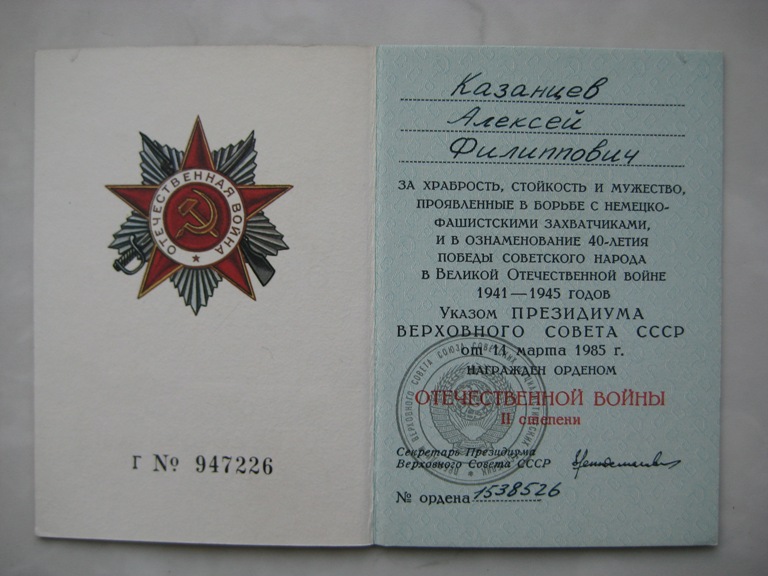 ОТЕЧЕСТВЕННАЯ ВОЙНА
Г № 947226
Казанцев
Алексей
Филиппович
ЗА ХРАБРОСТЬ, СТОЙКОСТЬ И МУЖЕСТВО,
ПРОЯВЛЕННЫЕ В БОРЬБЕ С НЕМЕЦКО-
ФАШИСТСКИМИ ЗАХВАТЧИКАМИ,
И В ОЗНАМЕНОВАНИЕ 40-ЛЕТИЯ
ПОБЕДЫ СОВЕТСКОГО НАРОДА
В ВЕЛИКОЙ ОТЕЧЕСТВЕННОЙ ВОЙНЕ
1941—1945 ГОДОВ
УКАЗОМ ПРЕЗИДИУМА
ВЕРХОВНОГО СОВЕТА СССР
от 11 марта 1985 г.
НАГРАЖДЕН ОРДЕНОМ
ОТЕЧЕСТВЕННОЙ ВОЙНЫ
II степени
Секретарь Президиума
Верховного Совета СССР
№ ордена 1538526